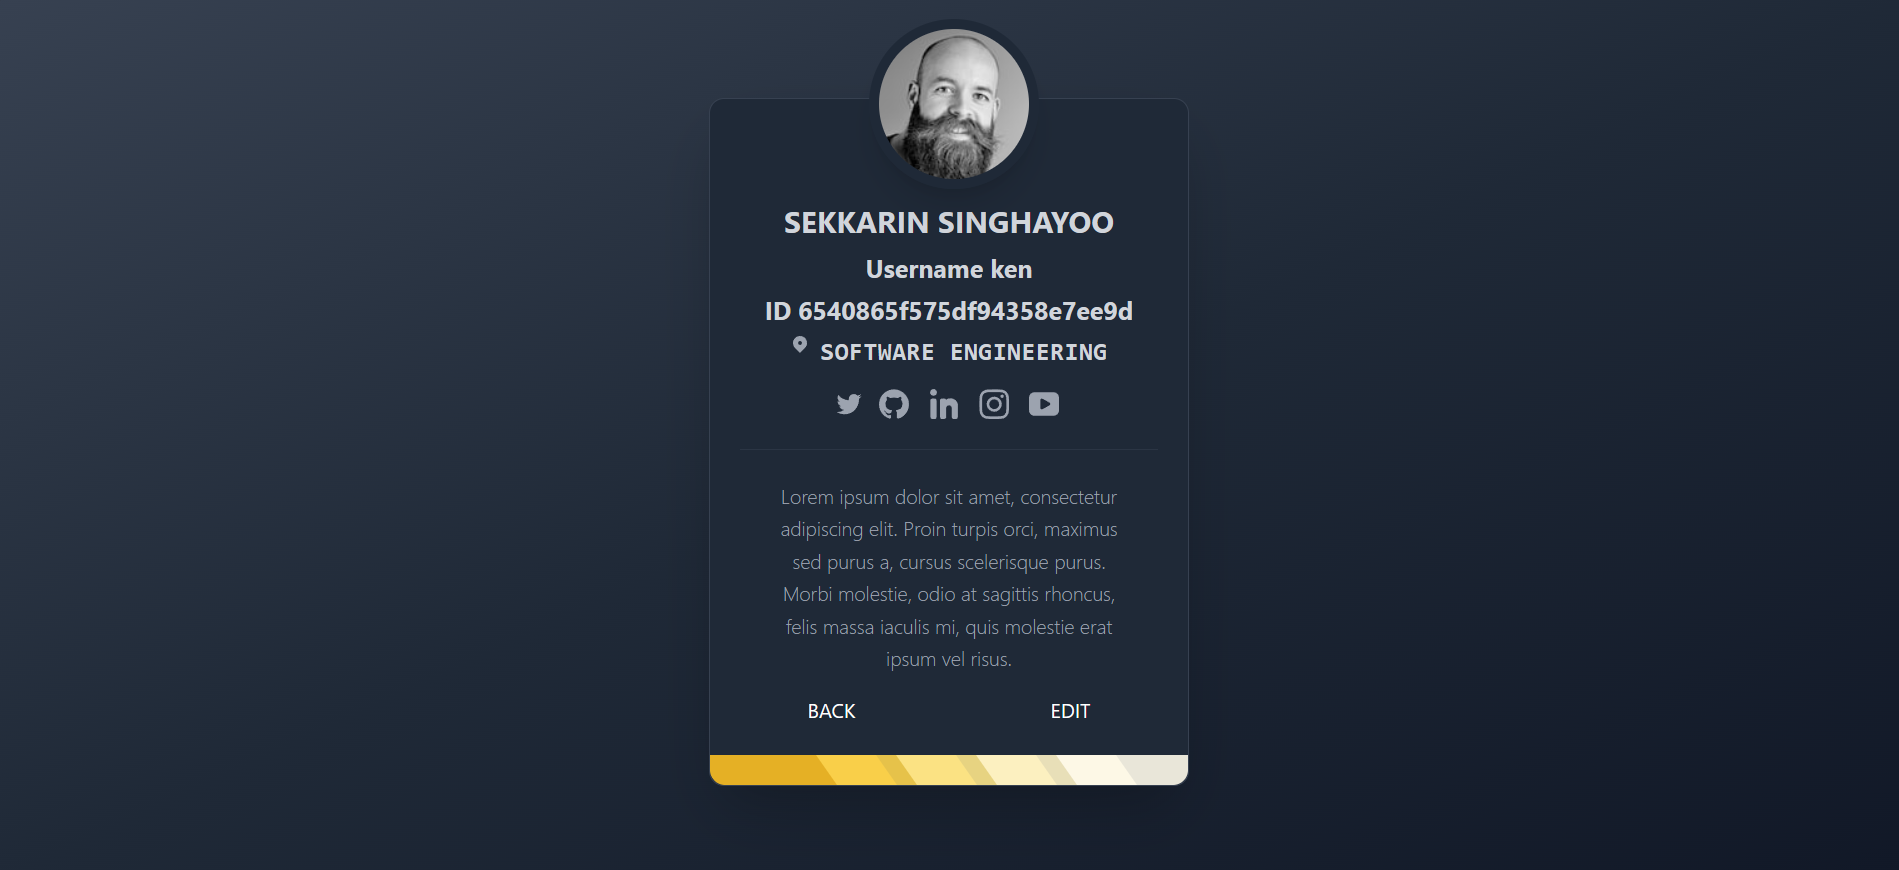 SEKKARIN SINGHAYOO
Username ken
ID 6540865f575df94358e7ee9d
SOFTWARE ENGINEERING
Lorem ipsum dolor sit amet, consectetur
adipiscing elit. Proin turpis orci, maximus
sed purus a, cursus scelerisque purus.
Morbi molestie, odio at sagittis rhoncus,
felis massa iaculis mi, quis molestie erat
ipsum vel risus.
BACK EDIT